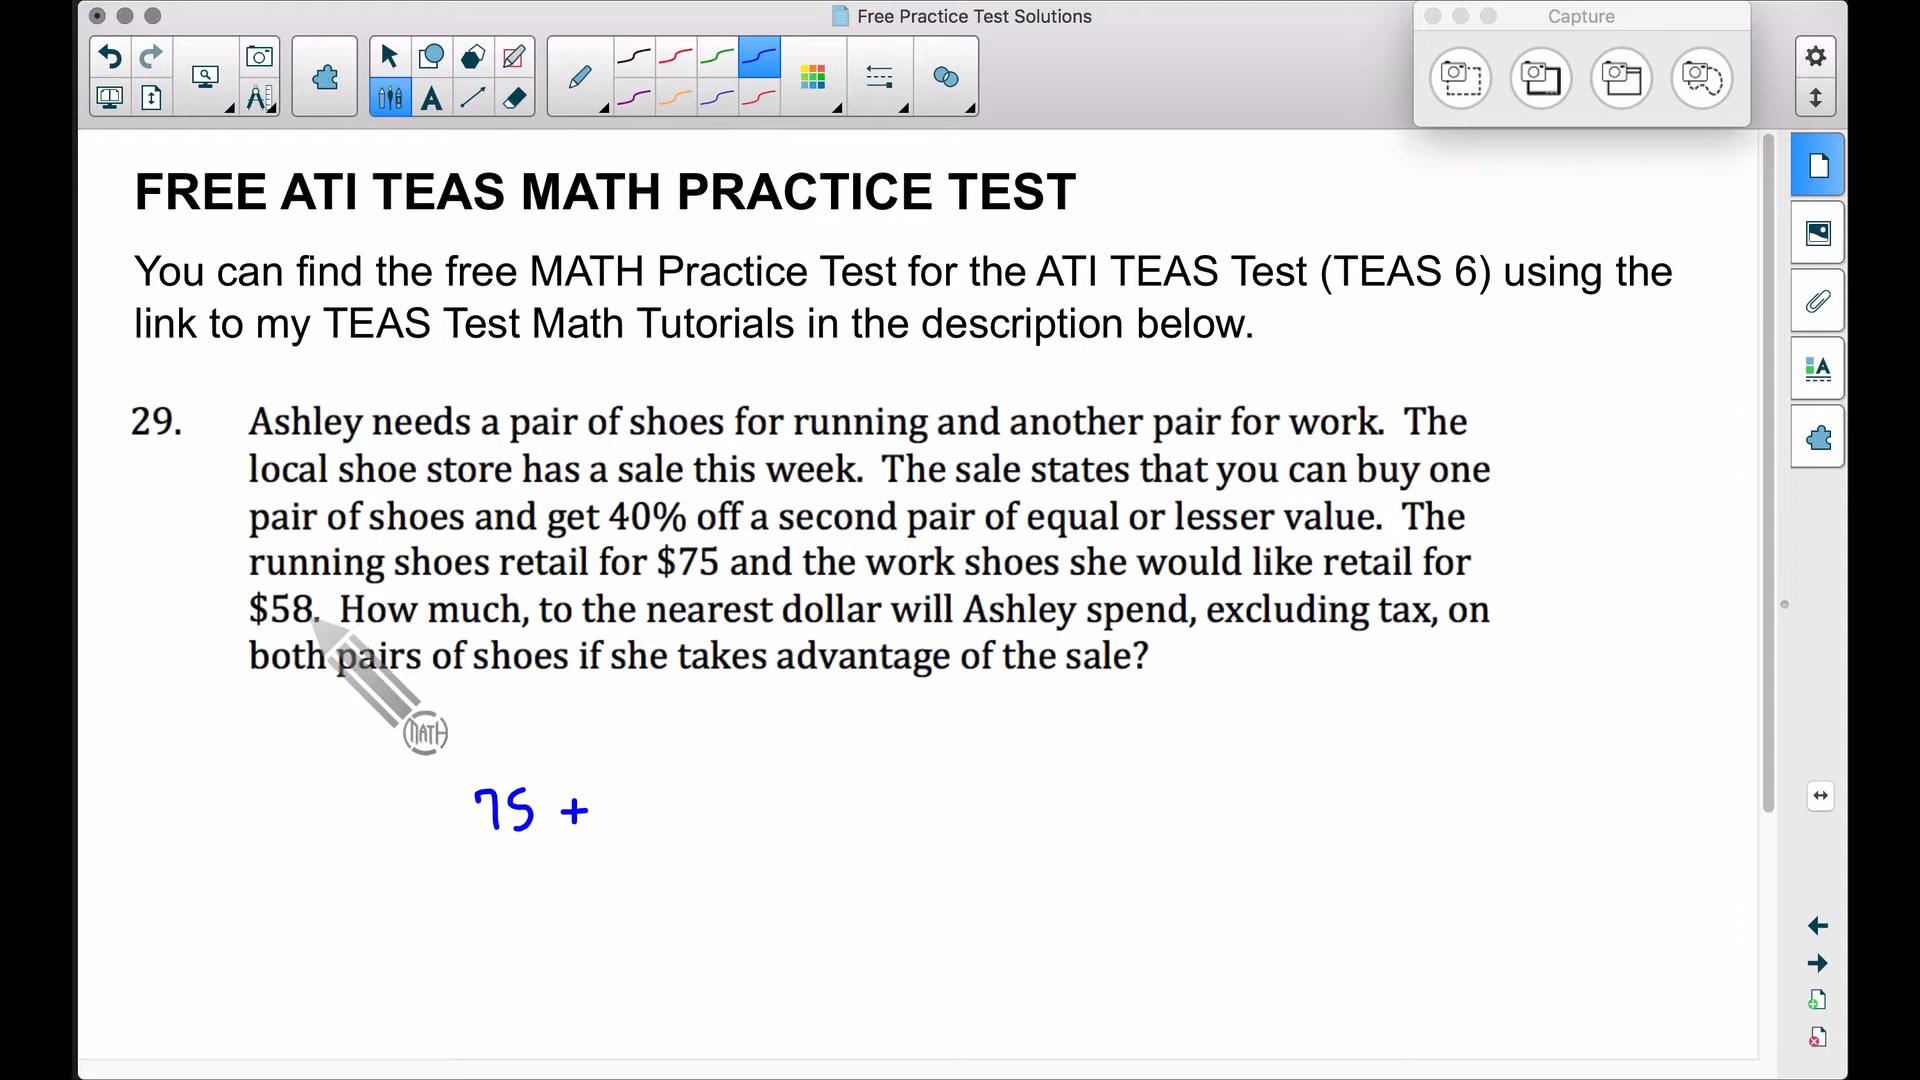 Free Practice Test Solutions
Capture
A
A
FREE ATI TEAS MATH PRACTICE TEST
You can find the free MATH Practice Test for the ATI TEAS Test (TEAS 6) using the
link to my TEAS Test Math Tutorials in the description below.
29. Ashley needs a pair of shoes for running and another pair for work. The
local shoe store has a sale this week. The sale states that you can buy one
pair of shoes and get 40% off a second pair of equal or lesser value. The
running shoes retail for $75 and the work shoes she would like retail for
$58. How much, to the nearest dollar will Ashley spend, excluding tax, on
both pairs of shoes if she takes advantage of the sale?
MATH
75 +